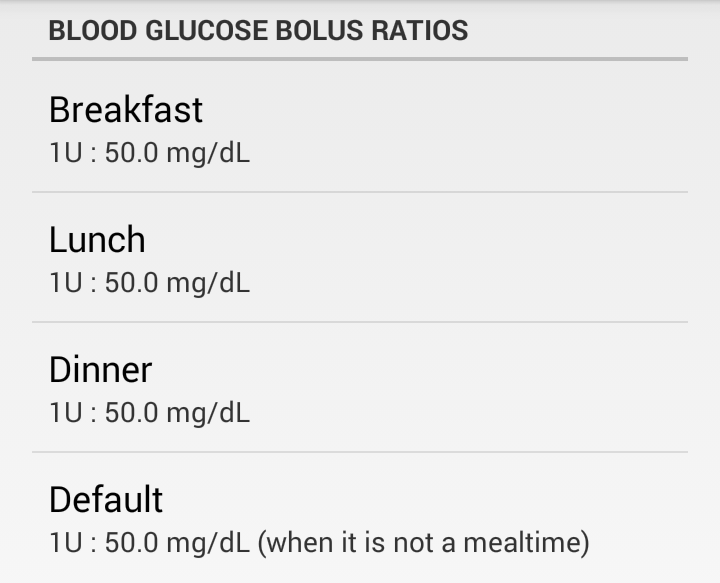 BLOOD GLUCOSE BOLUS RATIOS
Breakfast
1U : 50.0 mg/dL
Lunch
1U : 50.0 mg/dL
Dinner
1U : 50.0 mg/dL
Default
1U : 50.0 mg/dL (when it is not a mealtime)